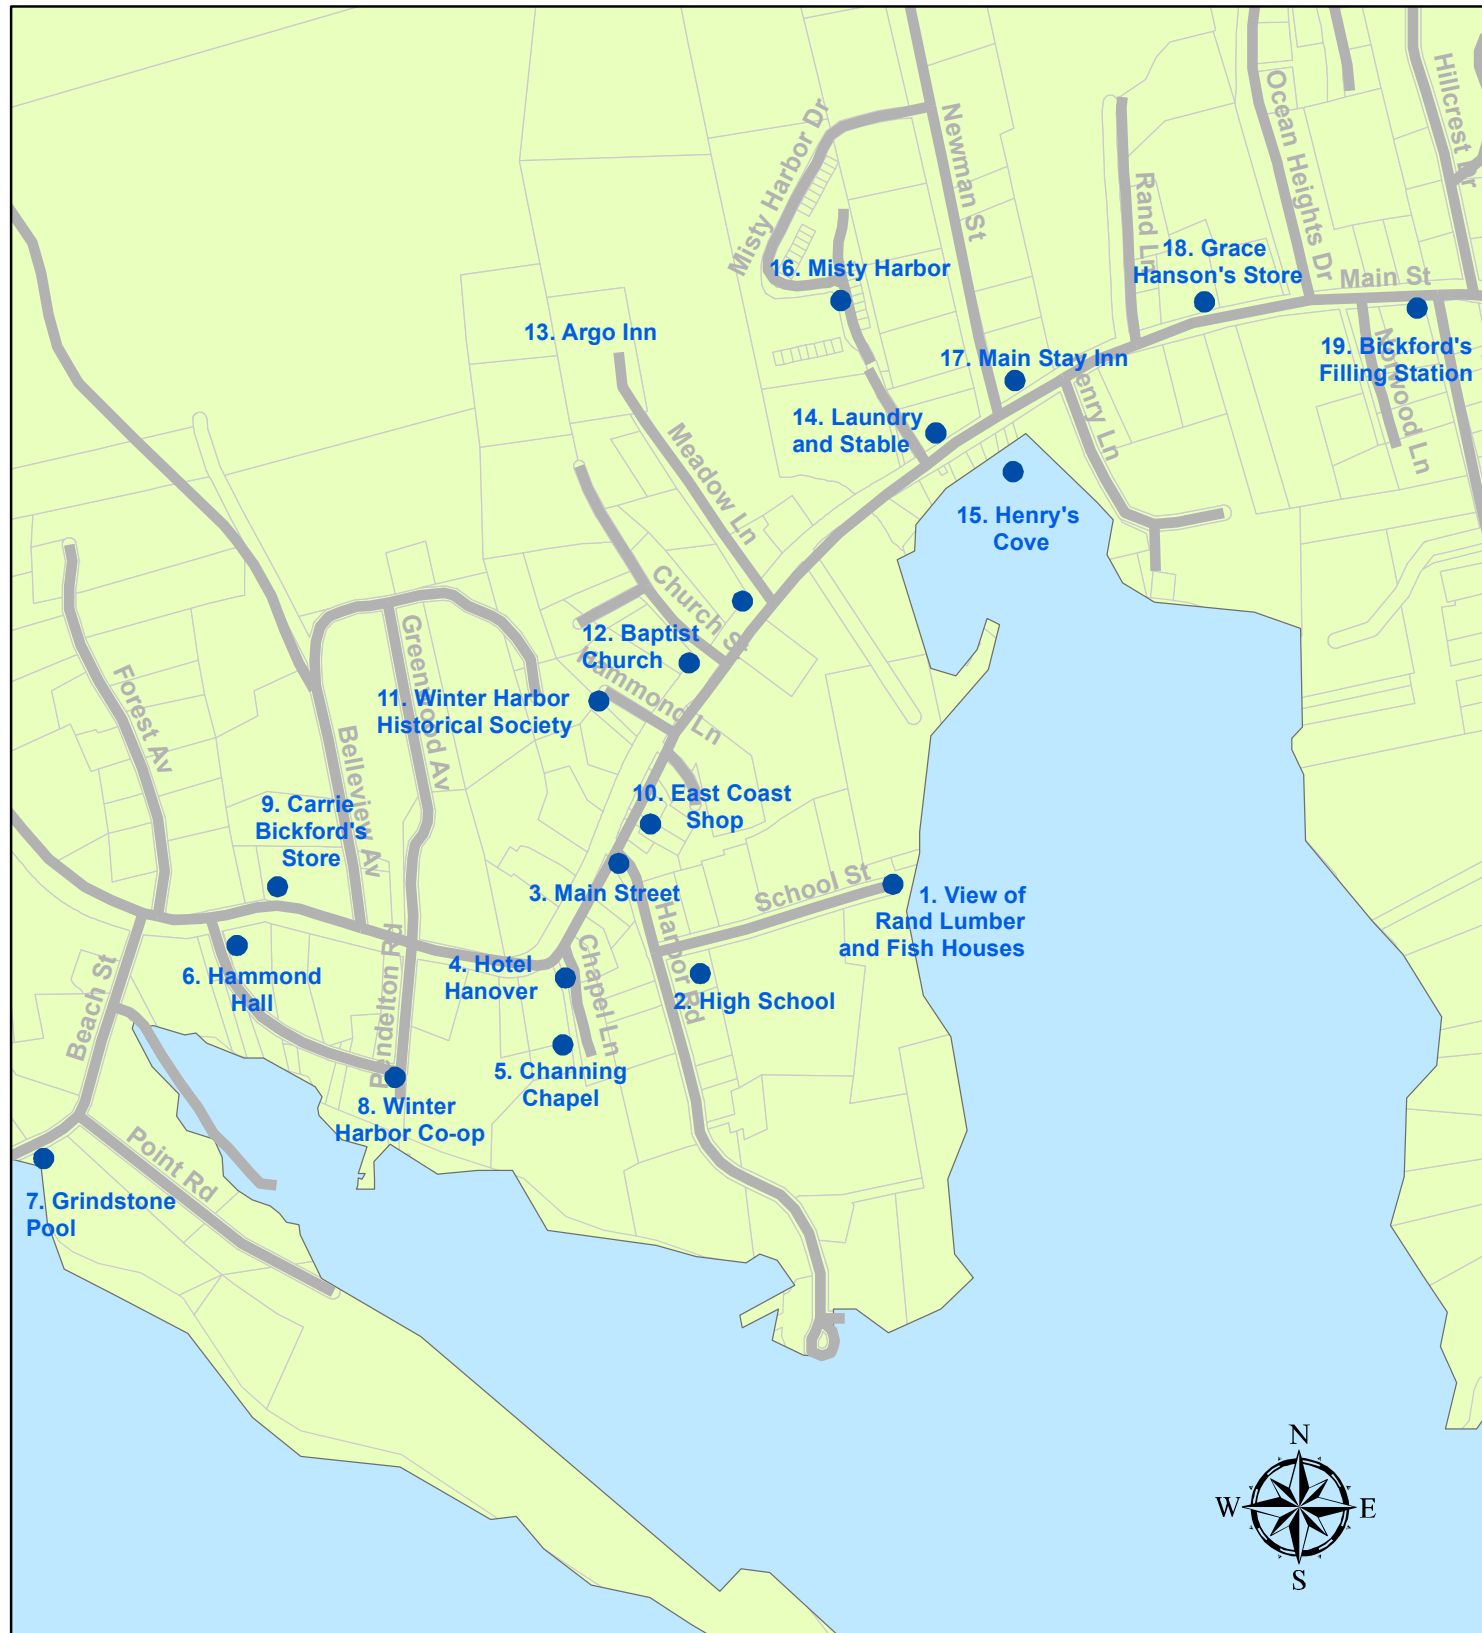 Misty Harbor Dr
Newman St
Rand Ln
Ocean Heights Dr
Hillcrest Dr
Main St
16. Misty Harbor
18. Grace
Hanson's Store
13. Argo Inn
17. Main Stay Inn
19. Bickford's
Filling Station
Norwood Ln
Henry Ln
14. Laundry
and Stable
Meadow Ln
15. Henry's
Cove
Church St
12. Baptist
Church
Hammond Ln
11. Winter Harbor
Historical Society
Greenwood Av
Forest Av
Belleview Av
9. Carrie
Bickford's
Store
10. East Coast
Shop
3. Main Street
School St
1. View of
Rand Lumber
and Fish Houses
Harbor Rd
Chapel Ln
4. Hotel
Hanover
2. High School
6. Hammond
Hall
Pendelton Rd
Beach St
5. Channing
Chapel
8. Winter
Harbor Co-op
Point Rd
7. Grindstone
Pool
N
W
E
S